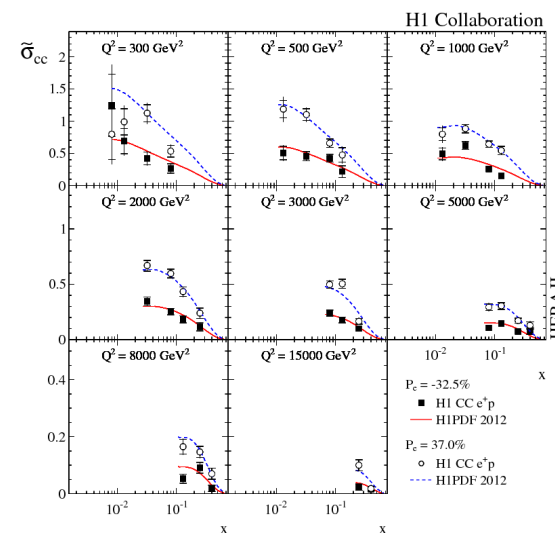 H1 Collaboration
σ̃cc
Q² = 300 GeV²
Q² = 500 GeV²
Q² = 1000 GeV²
2
1.5
1
0.5
0
Q² = 2000 GeV²
Q² = 3000 GeV²
Q² = 5000 GeV²
1
0.5
0
10⁻² 10⁻¹
x
HERA II
Q² = 8000 GeV²
Q² = 15000 GeV²
0.4
0.2
0
10⁻² 10⁻¹
x
10⁻² 10⁻¹
x
Pe = -32.5%
H1 CC e⁺p
H1PDF 2012
Pe = 37.0%
H1 CC e⁺p
H1PDF 2012